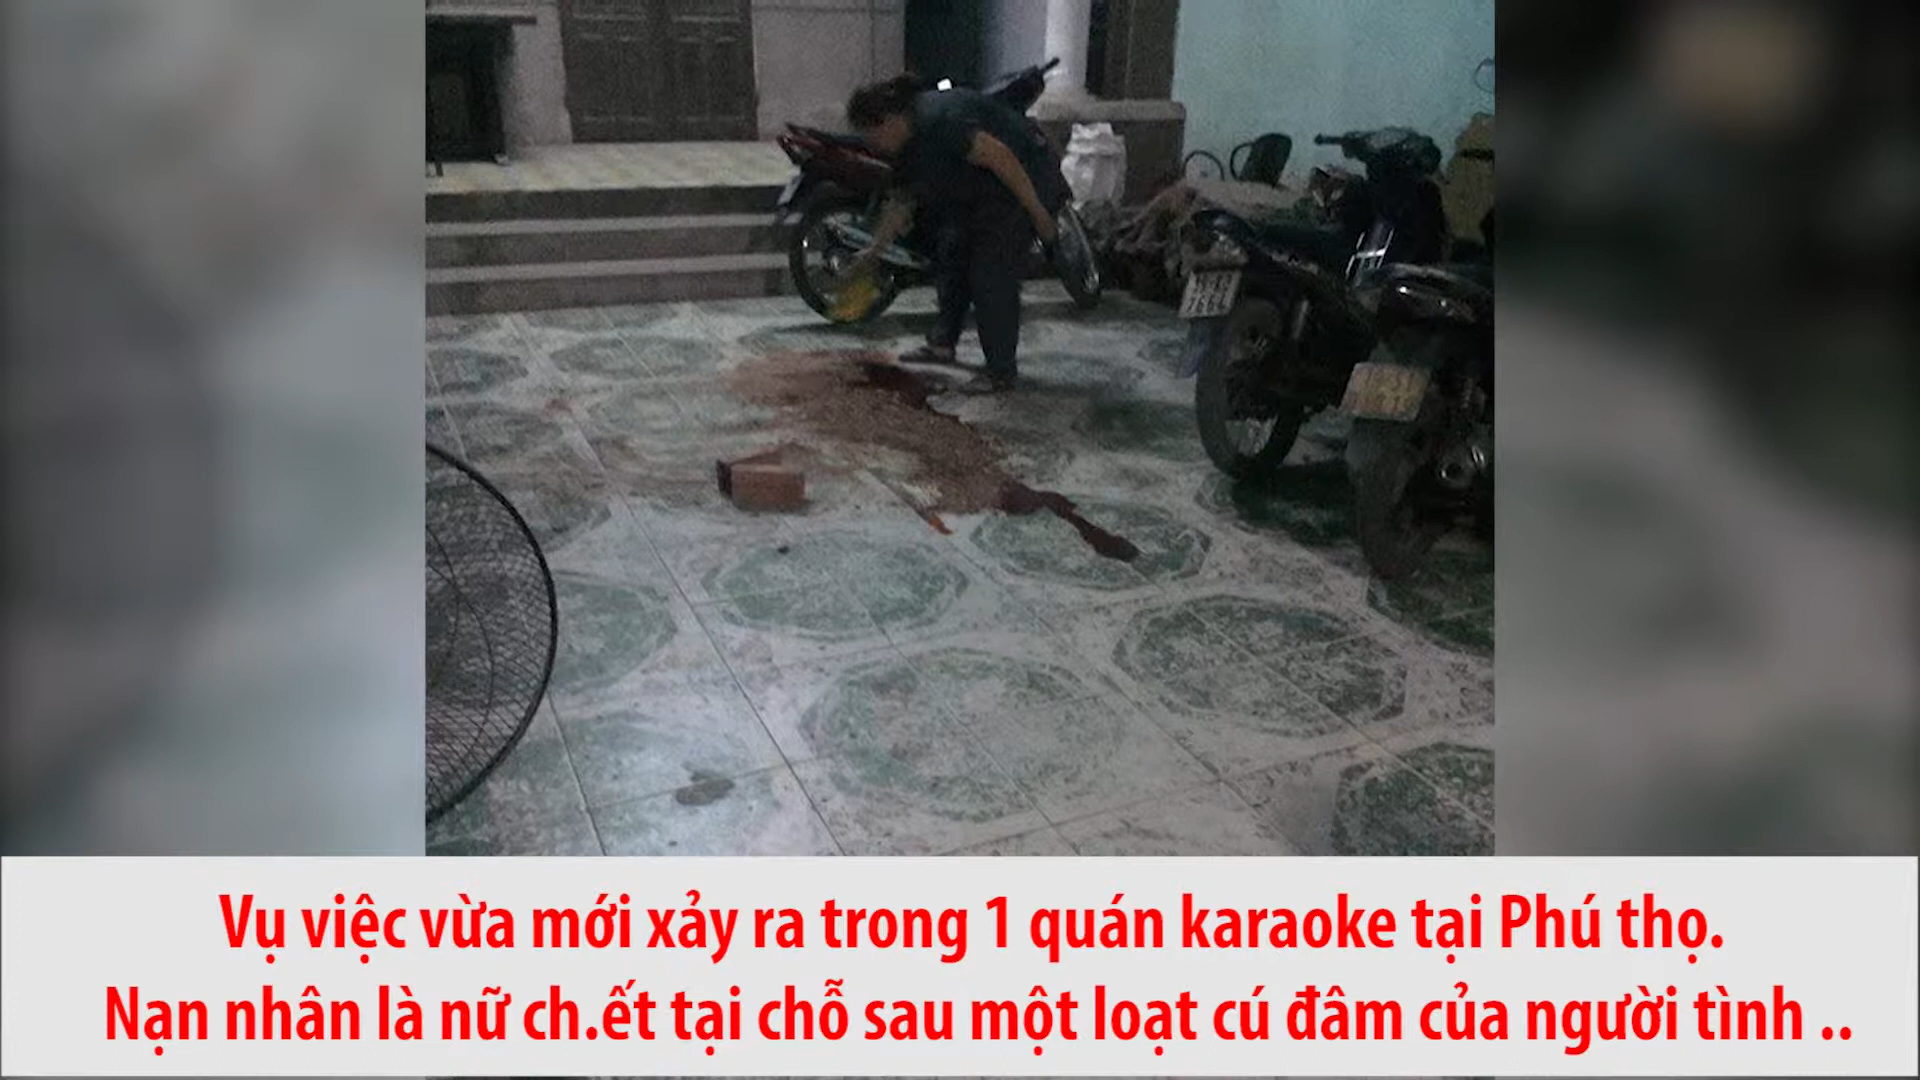 Vụ việc vừa mới xảy ra trong 1 quán karaoke tại Phú thọ.
Nạn nhân là nữ ch.ết tại chỗ sau một loạt cú đâm của người tình ..